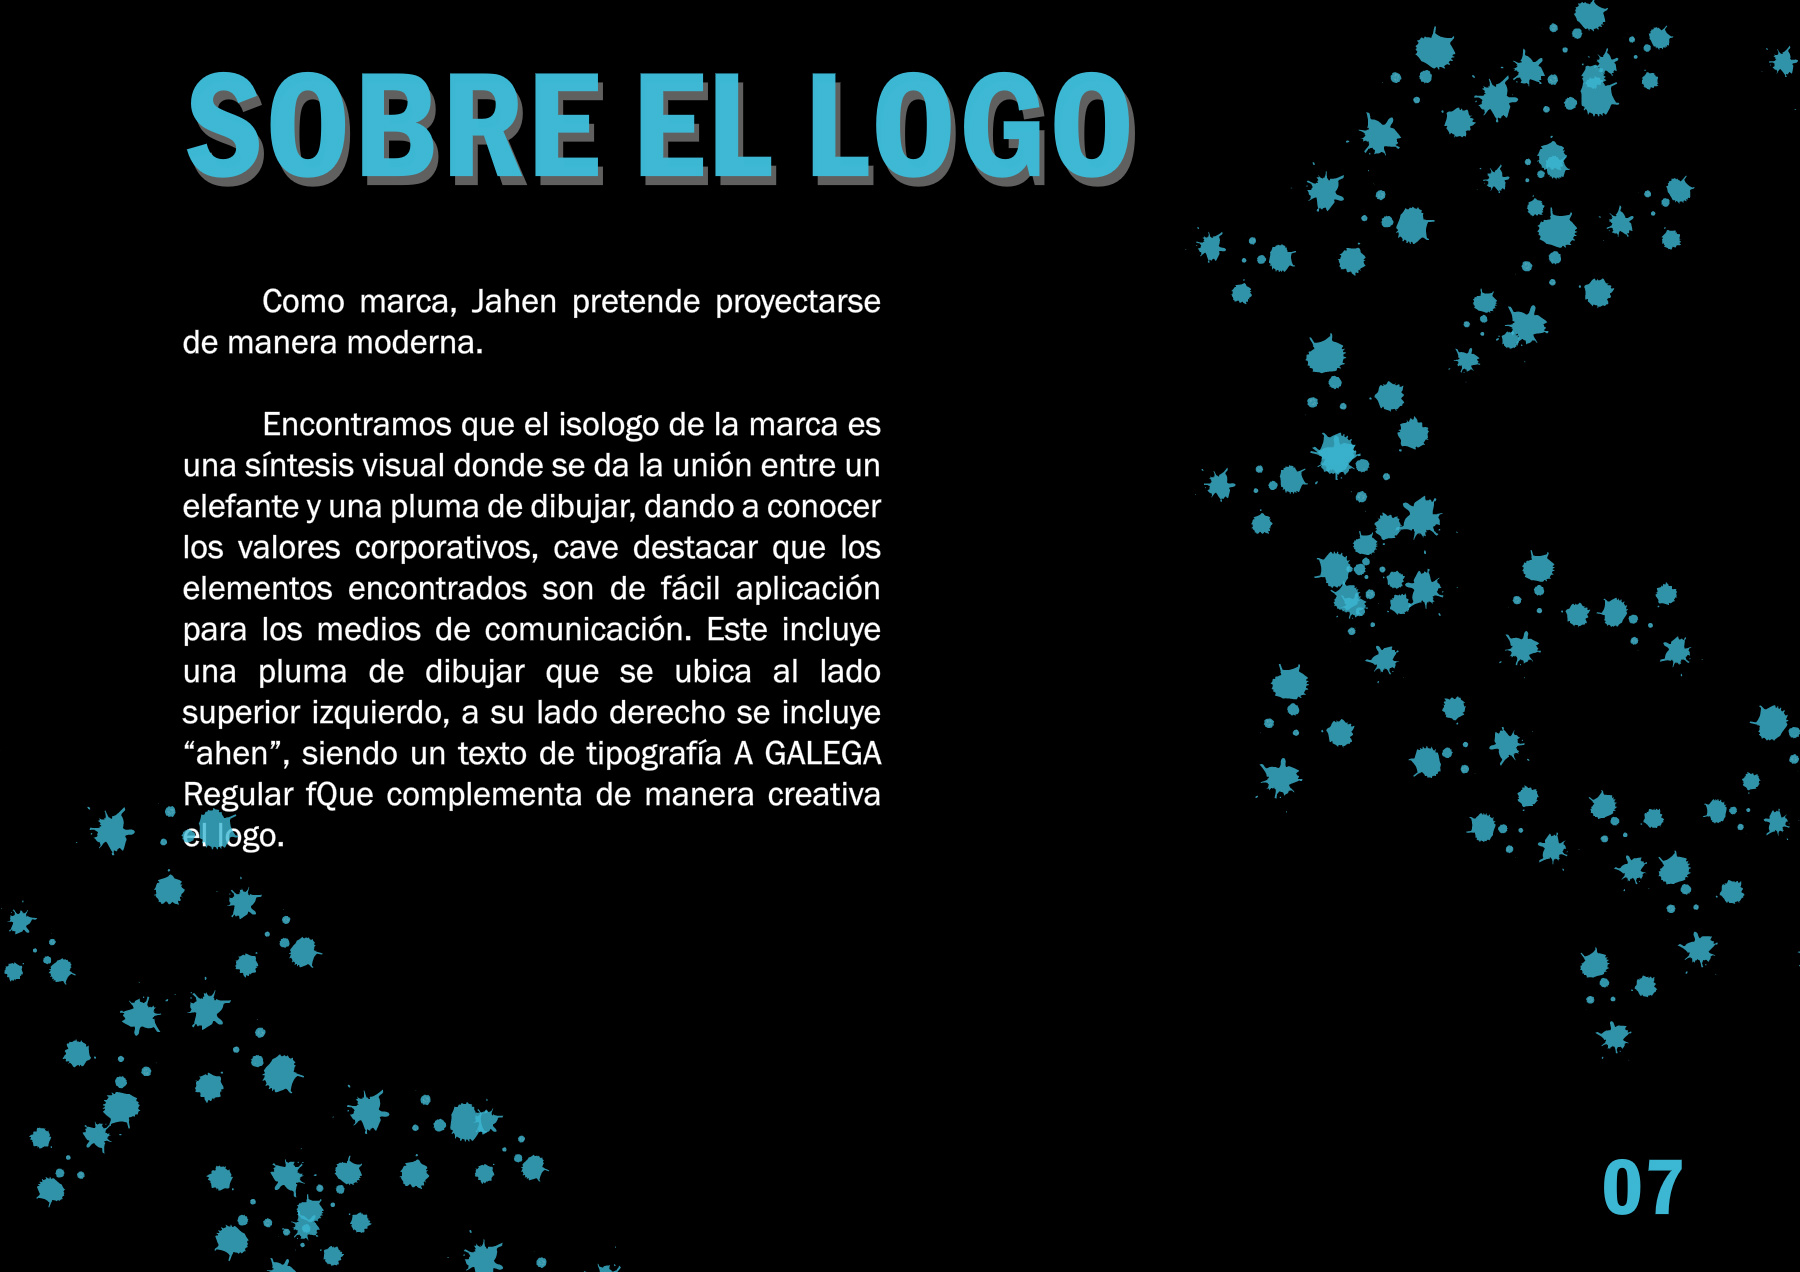 SOBRE EL LOGO
Como marca, Jahen pretende proyectarse
de manera moderna.
Encontramos que el isologo de la marca es
una síntesis visual donde se da la unión entre un
elefante y una pluma de dibujar, dando a conocer
los valores corporativos, cave destacar que los
elementos encontrados son de fácil aplicación
para los medios de comunicación. Este incluye
una pluma de dibujar que se ubica al lado
superior izquierdo, a su lado derecho se incluye
“ahen”, siendo un texto de tipografía A GALEGA
Regular fQue complementa de manera creativa
el logo.
07